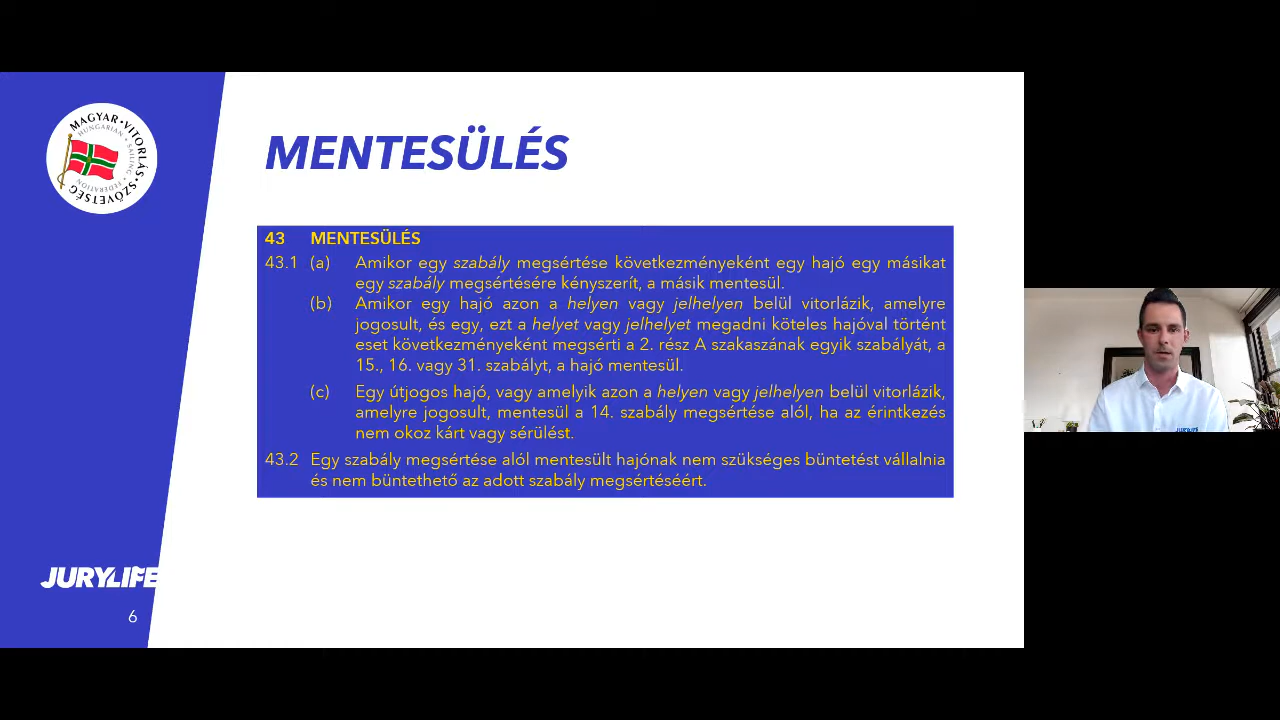 MAGYAR • VITORLÁS • SZÖVETSÉG
HUNGARIAN • SAILING • FEDERATION
MENTESÜLÉS
43 MENTESÜLÉS
43.1 (a) Amikor egy szabály megsértése következményeként egy hajó egy másikat
egy szabály megsértésére kényszerít, a másik mentesül.
(b) Amikor egy hajó azon a helyen vagy jelhelyen belül vitorlázik, amelyre
jogosult, és egy, ezt a helyet vagy jelhelyet megadni köteles hajóval történt
eset következményeként megsérti a 2. rész A szakaszának egyik szabályát, a
15., 16. vagy 31. szabályt, a hajó mentesül.
(c) Egy útjogos hajó, vagy amelyik azon a helyen vagy jelhelyen belül vitorlázik,
amelyre jogosult, mentesül a 14. szabály megsértése alól, ha az érintkezés
nem okoz kárt vagy sérülést.
43.2 Egy szabály megsértése alól mentesült hajónak nem szükséges büntetést vállalnia
és nem büntethető az adott szabály megsértéséért.
JURYLIFE
6